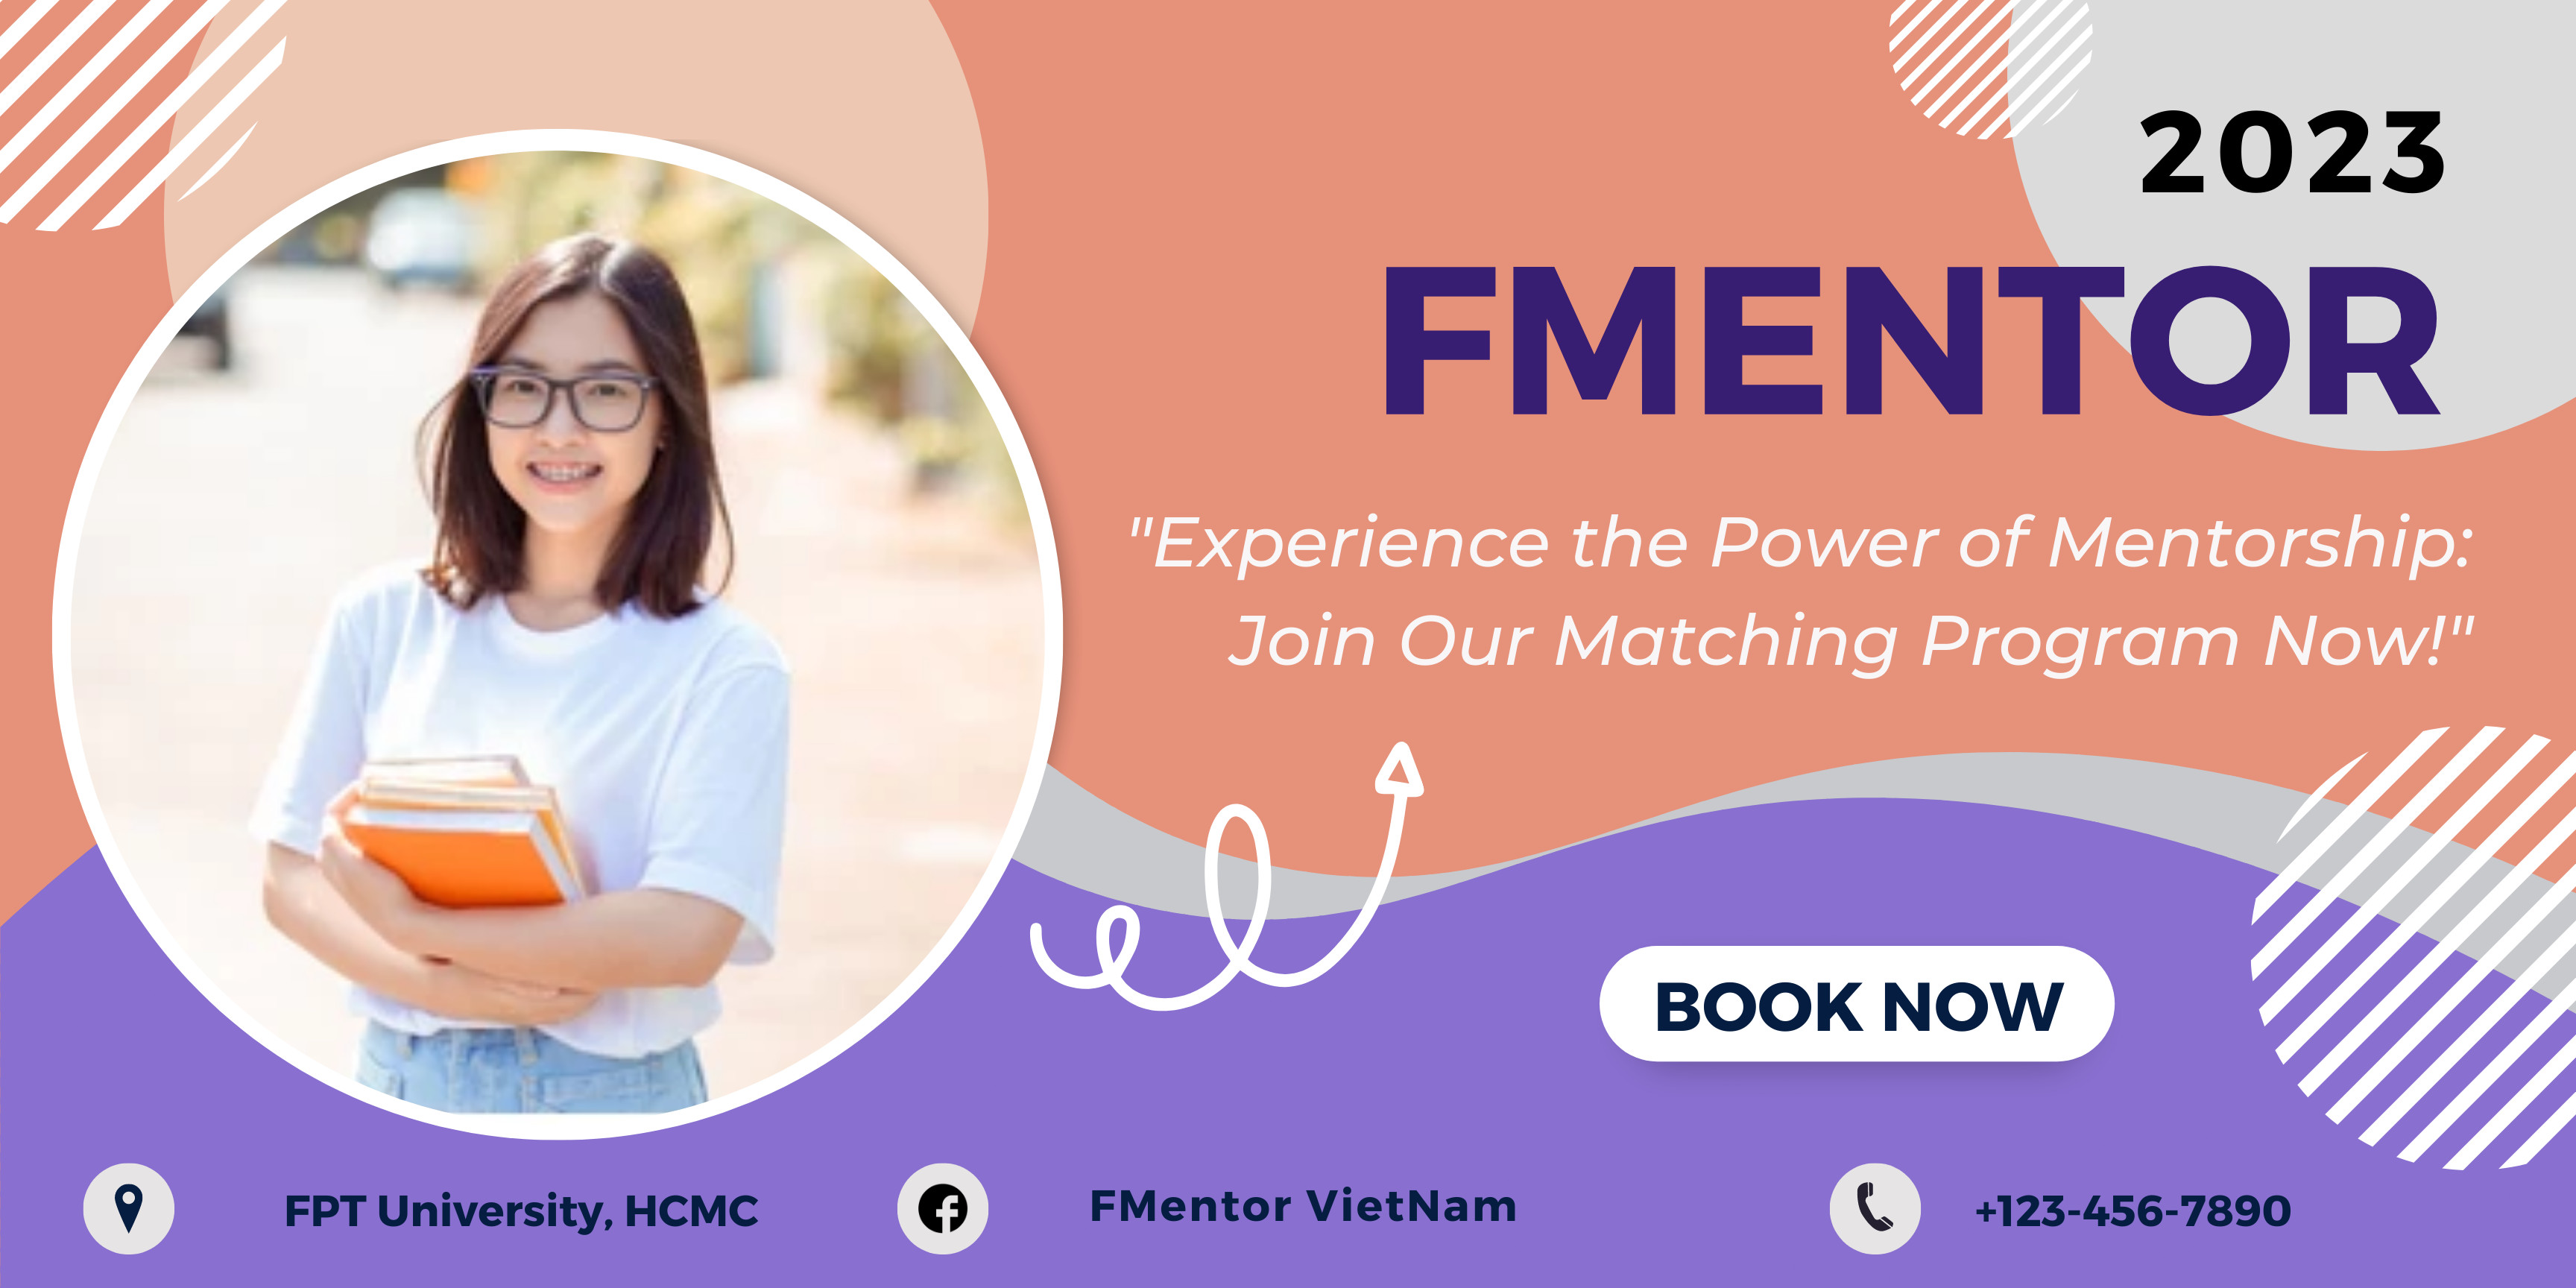 2023
FMENTOR
"Experience the Power of Mentorship:
Join Our Matching Program Now!"
BOOK NOW
FPT University, HCMC
FMentor VietNam
+123-456-7890